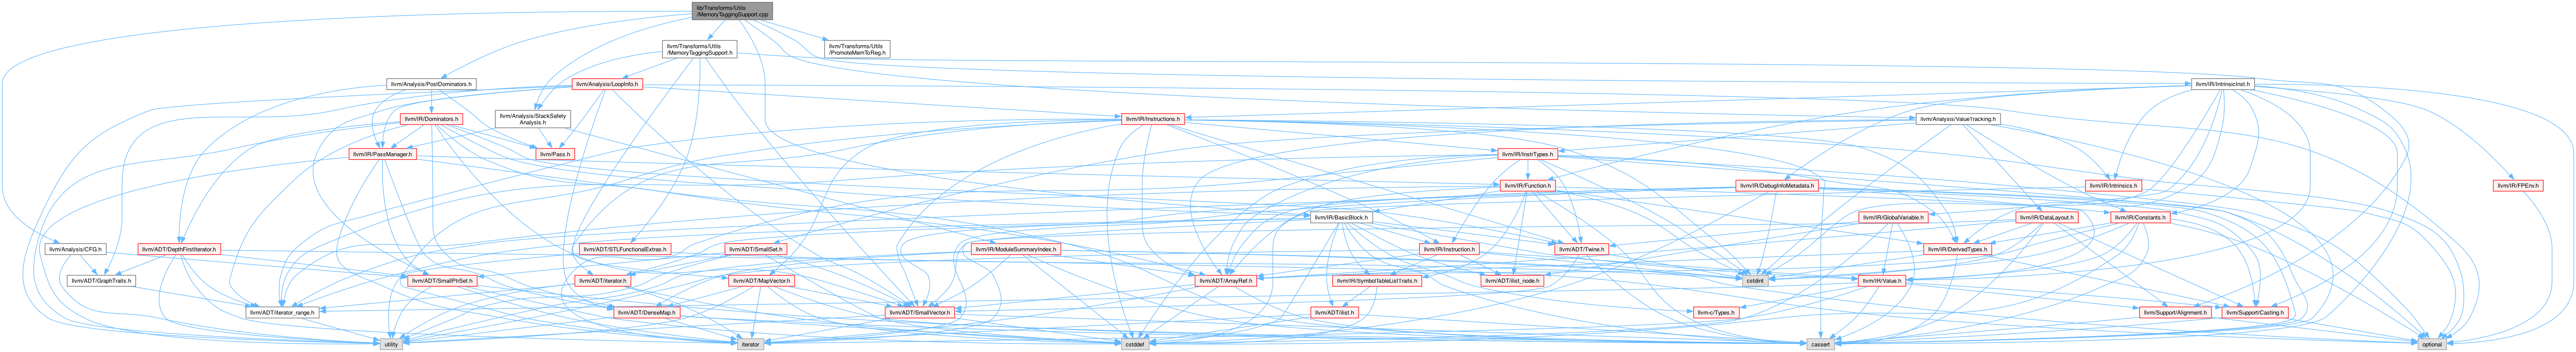 lib/Transforms/Utils
/MemoryTaggingSupport.cpp
llvm/Transforms/Utils
/MemoryTaggingSupport.h
llvm/Transforms/Utils
/PromoteMemToReg.h
llvm/Analysis/PostDominators.h
llvm/Analysis/LoopInfo.h
llvm/IR/IntrinsicInst.h
llvm/Analysis/StackSafety
Analysis.h
llvm/IR/Dominators.h
llvm/IR/Instructions.h
llvm/Analysis/ValueTracking.h
llvm/IR/PassManager.h
llvm/Pass.h
llvm/IR/InstrTypes.h
llvm/IR/Function.h
llvm/IR/DebugInfoMetadata.h
llvm/IR/Intrinsics.h
llvm/IR/FPEnv.h
llvm/IR/BasicBlock.h
llvm/IR/GlobalVariable.h
llvm/IR/DataLayout.h
llvm/IR/Constants.h
llvm/Analysis/CFG.h
llvm/ADT/DepthFirstIterator.h
llvm/ADT/STLFunctionalExtras.h
llvm/ADT/SmallSet.h
llvm/IR/ModuleSummaryIndex.h
llvm/IR/Instruction.h
llvm/ADT/Twine.h
llvm/IR/DerivedTypes.h
llvm/ADT/GraphTraits.h
llvm/ADT/SmallPtrSet.h
llvm/ADT/iterator.h
llvm/ADT/MapVector.h
llvm/ADT/ArrayRef.h
llvm/IR/SymbolTableListTraits.h
llvm/ADT/ilist_node.h
cstdint
llvm/IR/Value.h
llvm/ADT/iterator_range.h
llvm/ADT/DenseMap.h
llvm/ADT/SmallVector.h
llvm/ADT/ilist.h
llvm-c/Types.h
llvm/Support/Alignment.h
llvm/Support/Casting.h
utility
iterator
cstddef
cassert
optional